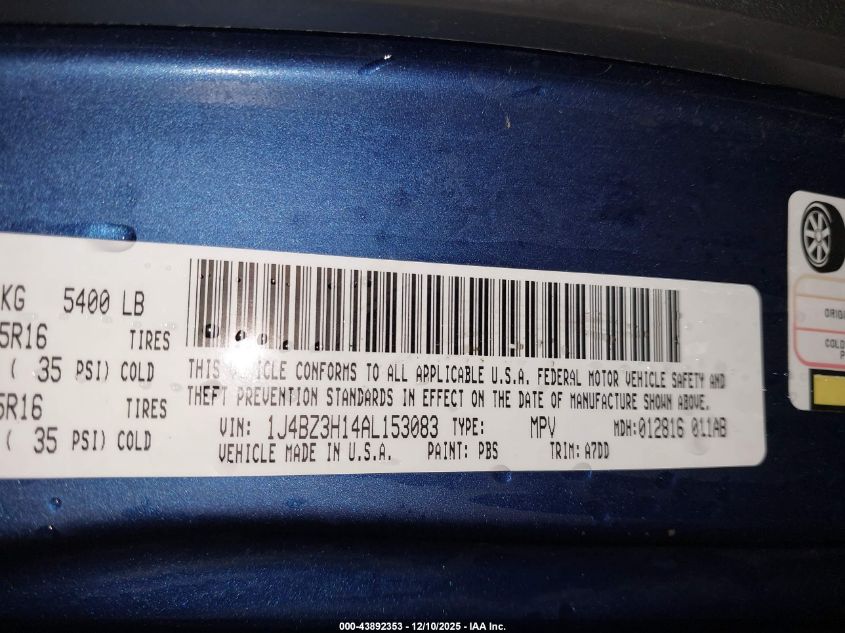 KG 5400 LB
5R16 TIRES
( 35 PSI) COLD
5R16 TIRES
( 35 PSI) COLD
THIS VEHICLE CONFORMS TO ALL APPLICABLE U.S.A. FEDERAL MOTOR VEHICLE SAFETY AND
THEFT PREVENTION STANDARDS IN EFFECT ON THE DATE OF MANUFACTURE SHOWN ABOVE.
VIN: 1J4BZ3H14AL153083 TYPE: MPV MDH: 012816 011AB
VEHICLE MADE IN U.S.A. PAINT: PBS TRIM: A7DD
ORIGI
COLD
P
000-43892353 - 12/10/2025 - IAA Inc.